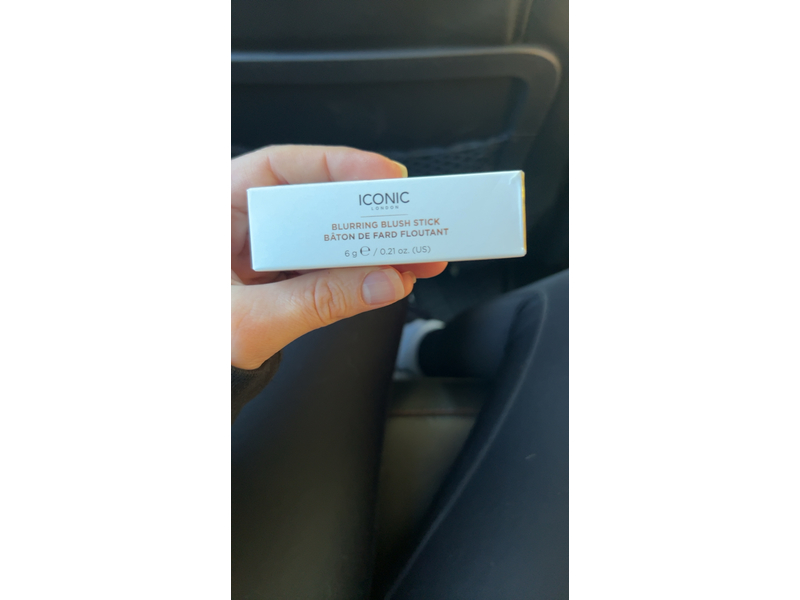 ICONIC
LONDON
BLURRING BLUSH STICK
BÂTON DE FARD FLOUTANT
6 g ℮ / 0.21 oz. (US)